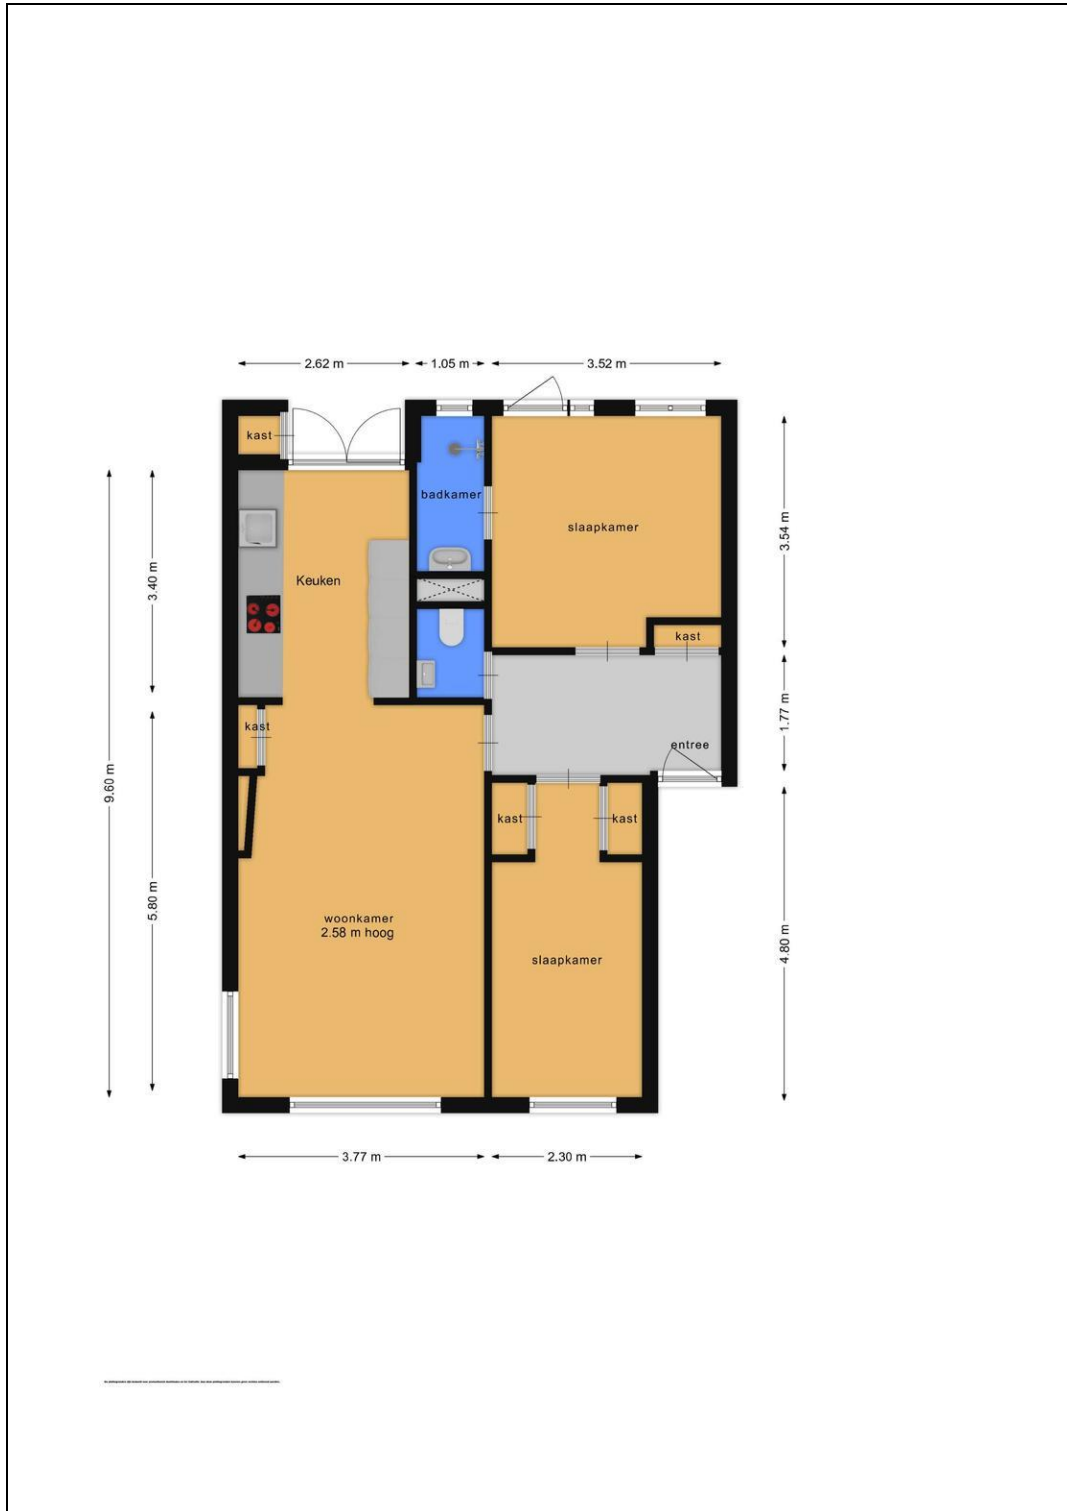 2.62 m
1.05 m
3.52 m
kast
badkamer
slaapkamer
3.54 m
Keuken
3.40 m
kast
1.77 m
kast
entree
9.60 m
kast
kast
5.80 m
woonkamer
2.58 m hoog
4.80 m
slaapkamer
3.77 m
2.30 m